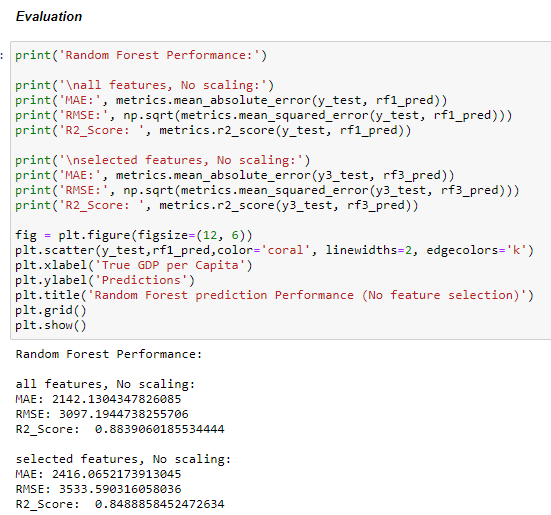 Evaluation
: print('Random Forest Performance:')
print('\nall features, No scaling:')
print('MAE:', metrics.mean_absolute_error(y_test, rf1_pred))
print('RMSE:', np.sqrt(metrics.mean_squared_error(y_test, rf1_pred)))
print('R2_Score: ', metrics.r2_score(y_test, rf1_pred))
print('\nselected features, No scaling:')
print('MAE:', metrics.mean_absolute_error(y3_test, rf3_pred))
print('RMSE:', np.sqrt(metrics.mean_squared_error(y3_test, rf3_pred)))
print('R2_Score: ', metrics.r2_score(y3_test, rf3_pred))
fig = plt.figure(figsize=(12, 6))
plt.scatter(y_test,rf1_pred,color='coral', linewidths=2, edgecolors='k')
plt.xlabel('True GDP per Capita')
plt.ylabel('Predictions')
plt.title('Random Forest prediction Performance (No feature selection)')
plt.grid()
plt.show()
Random Forest Performance:
all features, No scaling:
MAE: 2142.1304347826085
RMSE: 3097.1944738255706
R2_Score:  0.8839060185534444
selected features, No scaling:
MAE: 2416.0652173913045
RMSE: 3533.590316058036
R2_Score:  0.8488858452472634